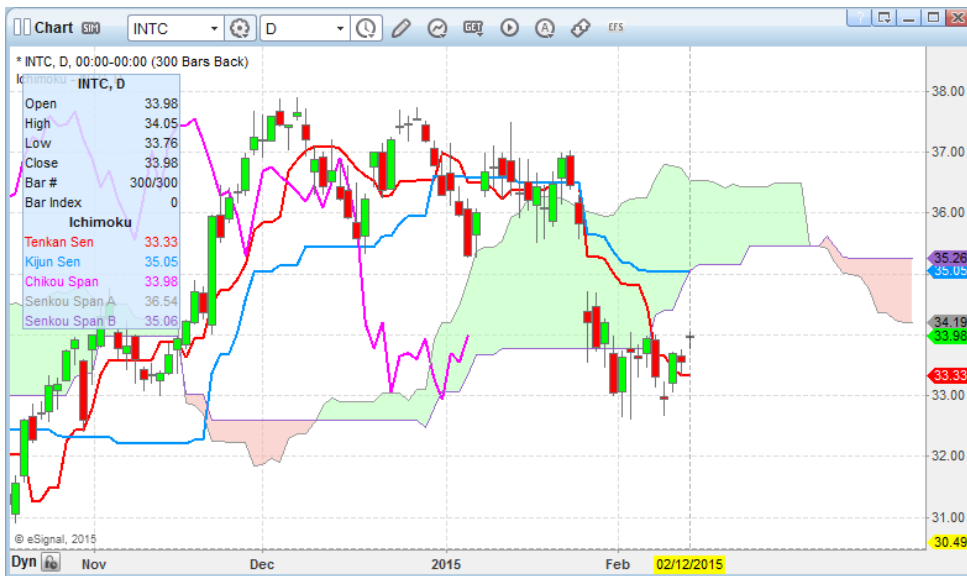 Chart SIM INTC D GET A EFS ?
* INTC, D, 00:00-00:00 (300 Bars Back)
INTC, D
Open 33.98
High 34.05
Low 33.76
Close 33.98
Bar # 300/300
Bar Index 0
Ichimoku
Tenkan Sen 33.33
Kijun Sen 35.05
Chikou Span 33.98
Senkou Span A 36.54
Senkou Span B 35.06
38.00
37.00
36.00
35.26
35.05
34.19
33.98
33.33
33.00
32.00
31.00
30.49
© eSignal, 2015
Dyn Nov Dec 2015 Feb 02/12/2015